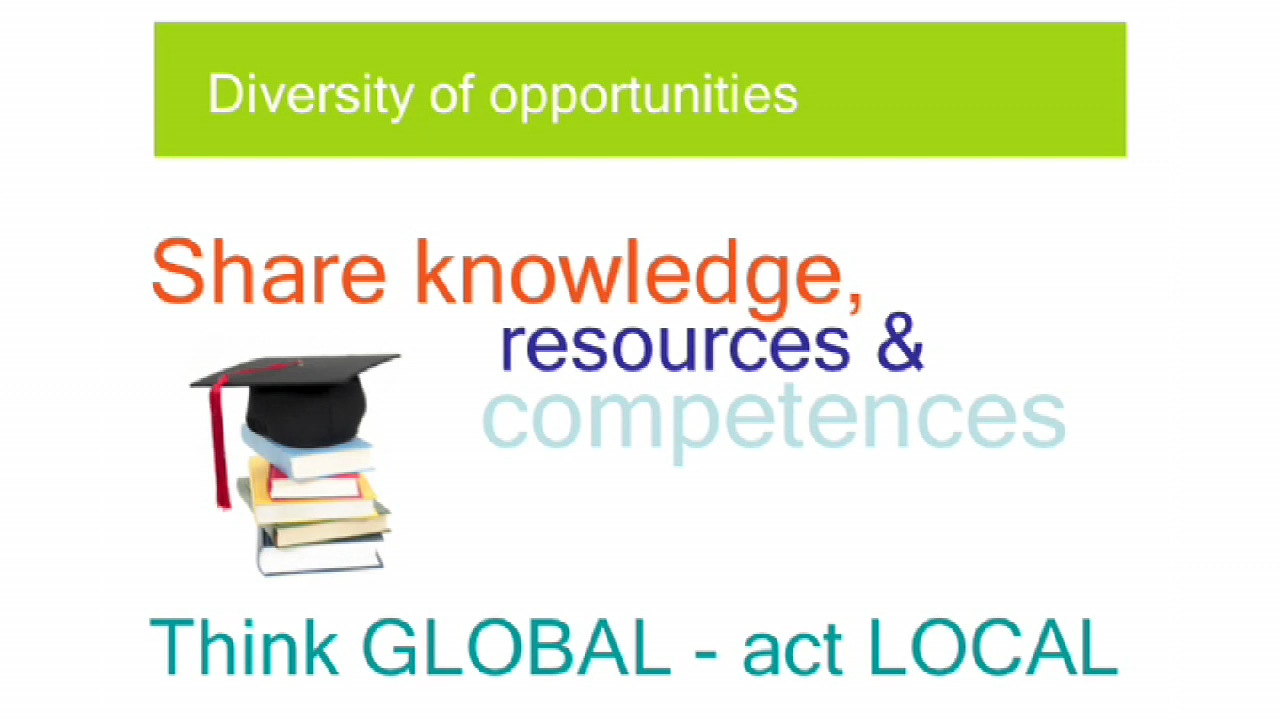 Diversity of opportunities
Share knowledge,
resources &
competences
Think GLOBAL - act LOCAL